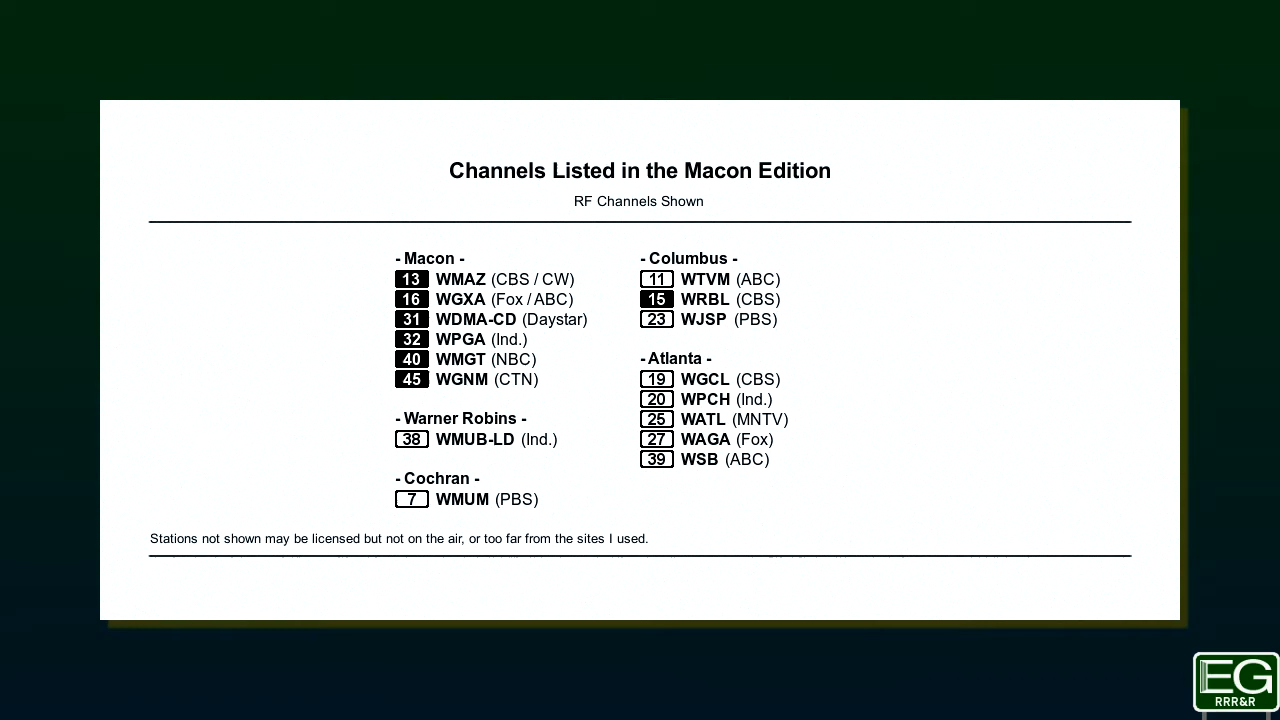 Channels Listed in the Macon Edition
RF Channels Shown
- Macon -
13 WMAZ (CBS / CW)
16 WGXA (Fox / ABC)
31 WDMA-CD (Daystar)
32 WPGA (Ind.)
40 WMGT (NBC)
45 WGNM (CTN)
- Warner Robins -
38 WMUB-LD (Ind.)
- Cochran -
7 WMUM (PBS)
- Columbus -
11 WTVM (ABC)
15 WRBL (CBS)
23 WJSP (PBS)
- Atlanta -
19 WGCL (CBS)
20 WPCH (Ind.)
25 WATL (MNTV)
27 WAGA (Fox)
39 WSB (ABC)
Stations not shown may be licensed but not on the air, or too far from the sites I used.
EG
RRR&R